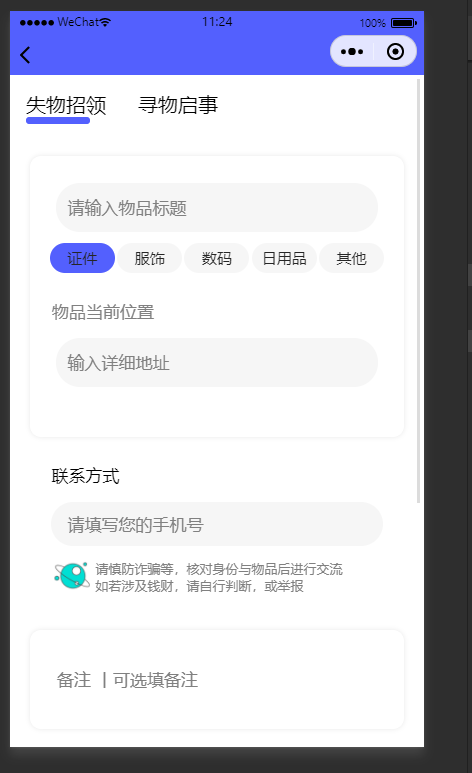 WeChat 11:24 100%
失物招领 寻物启事
请输入物品标题
证件 服饰 数码 日用品 其他
物品当前位置
输入详细地址
联系方式
请填写您的手机号
请慎防诈骗等，核对身份与物品后进行交流
如若涉及钱财，请自行判断，或举报
备注 丨可选填备注